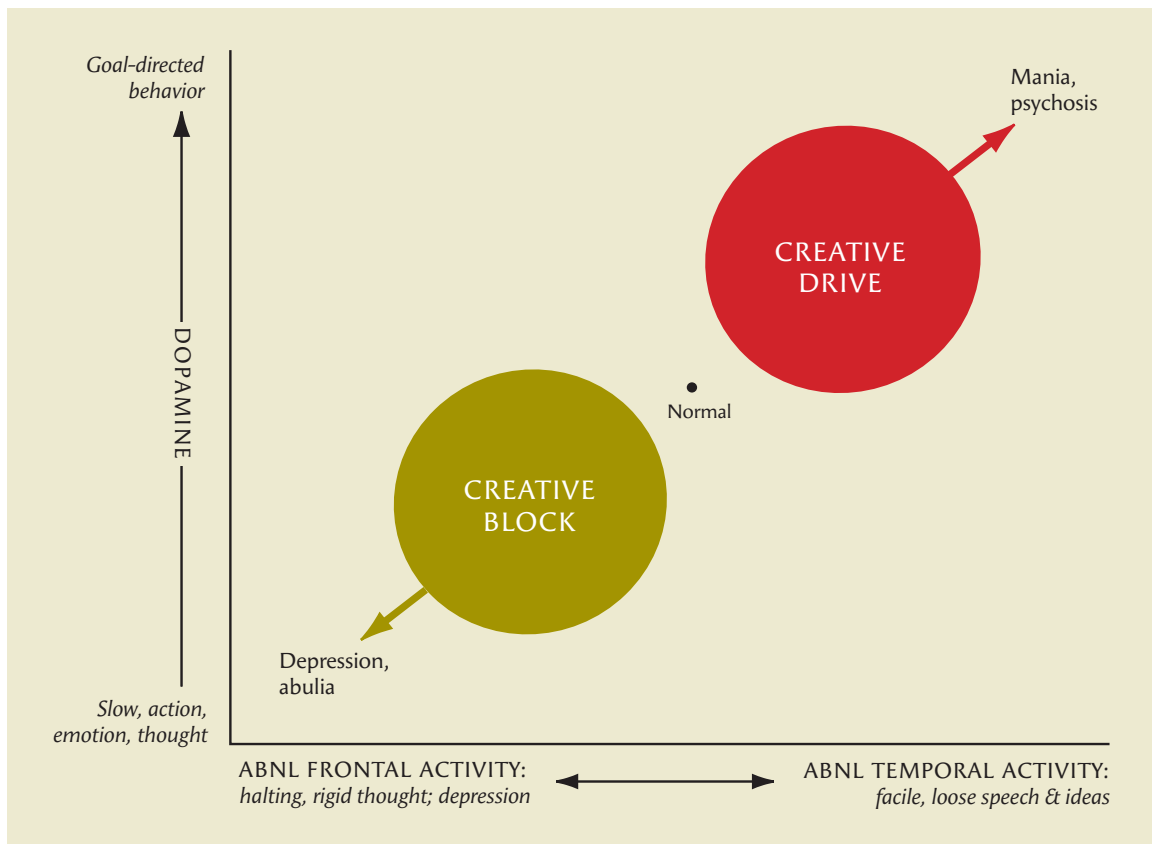 Goal-directed
behavior
Mania,
psychosis
CREATIVE
DRIVE
DOPAMINE
Normal
CREATIVE
BLOCK
Depression,
abulia
Slow, action,
emotion, thought
ABNL FRONTAL ACTIVITY:
halting, rigid thought; depression
ABNL TEMPORAL ACTIVITY:
facile, loose speech & ideas